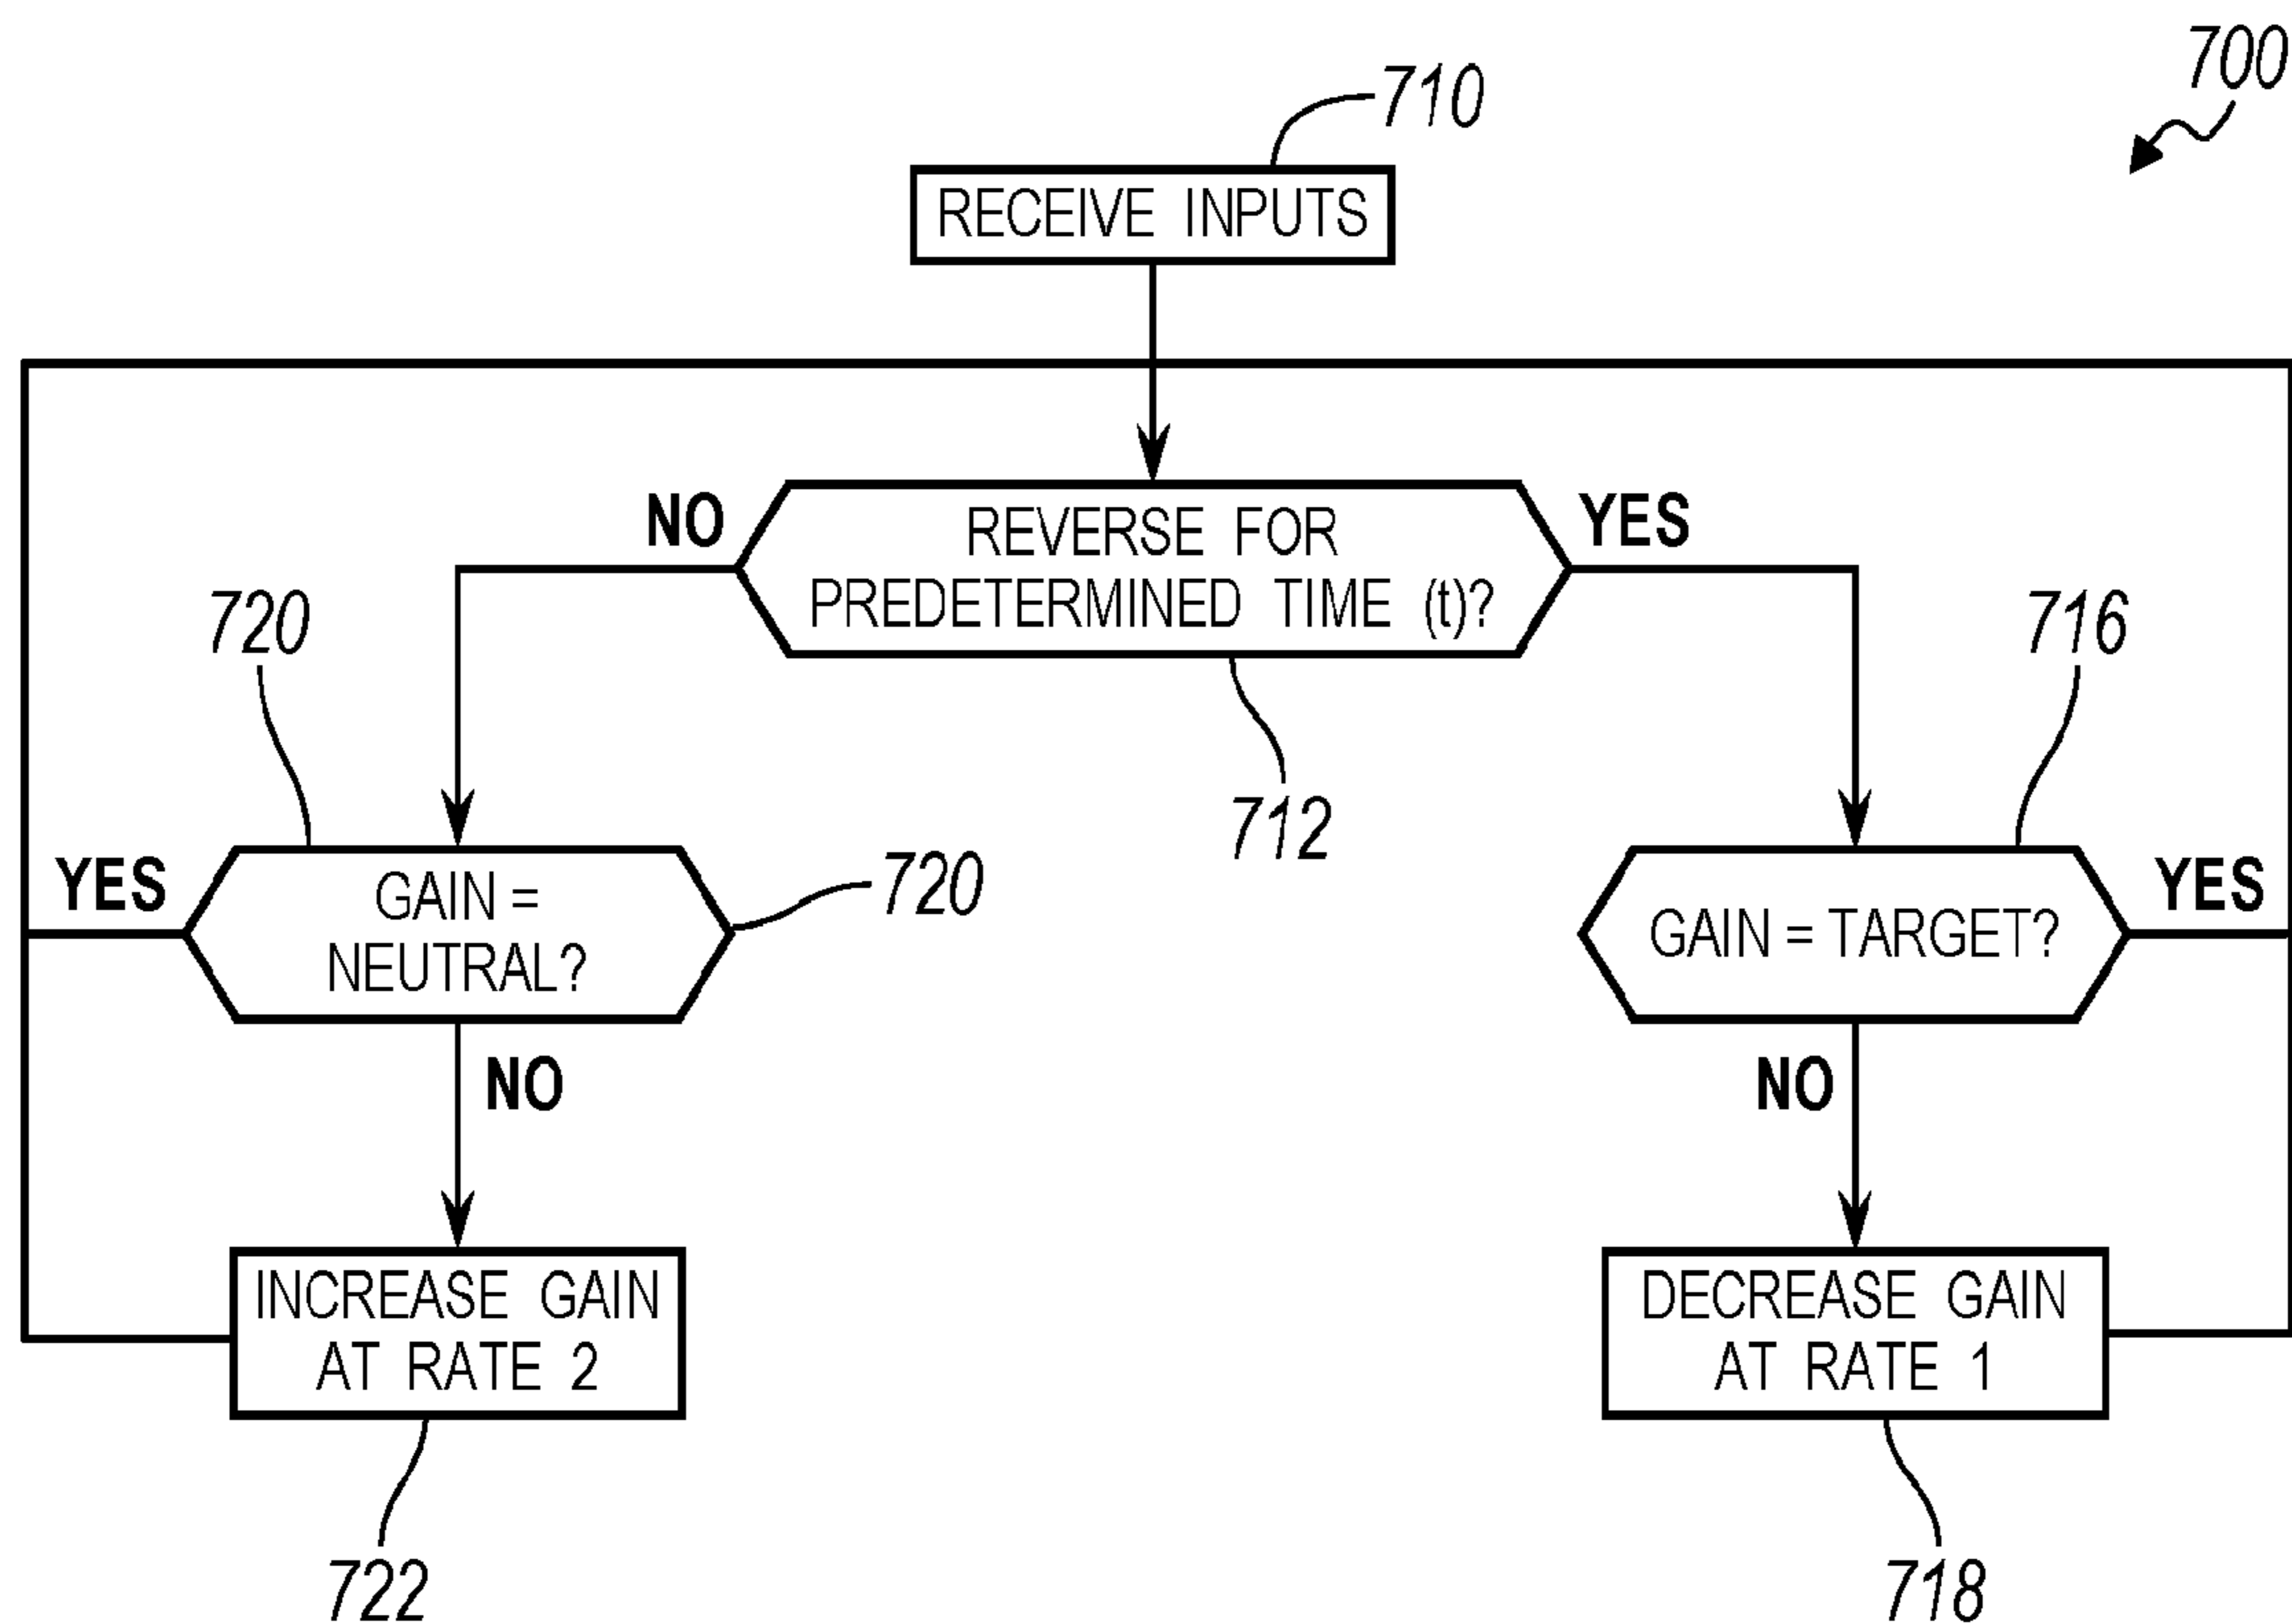 700
710
RECEIVE INPUTS
NO
REVERSE FOR
PREDETERMINED TIME (t)?
YES
720
716
712
YES
GAIN =
NEUTRAL?
720
GAIN = TARGET?
YES
NO
NO
INCREASE GAIN
AT RATE 2
DECREASE GAIN
AT RATE 1
722
718